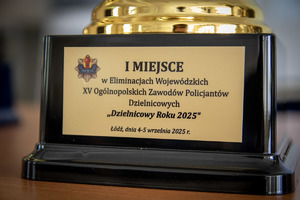 I MIEJSCE
w Eliminacjach Wojewódzkich
XV Ogólnopolskich Zawodów Policjantów
Dzielnicowych
„Dzielnicowy Roku 2025"
Łódź, dnia 4-5 września 2025 r.